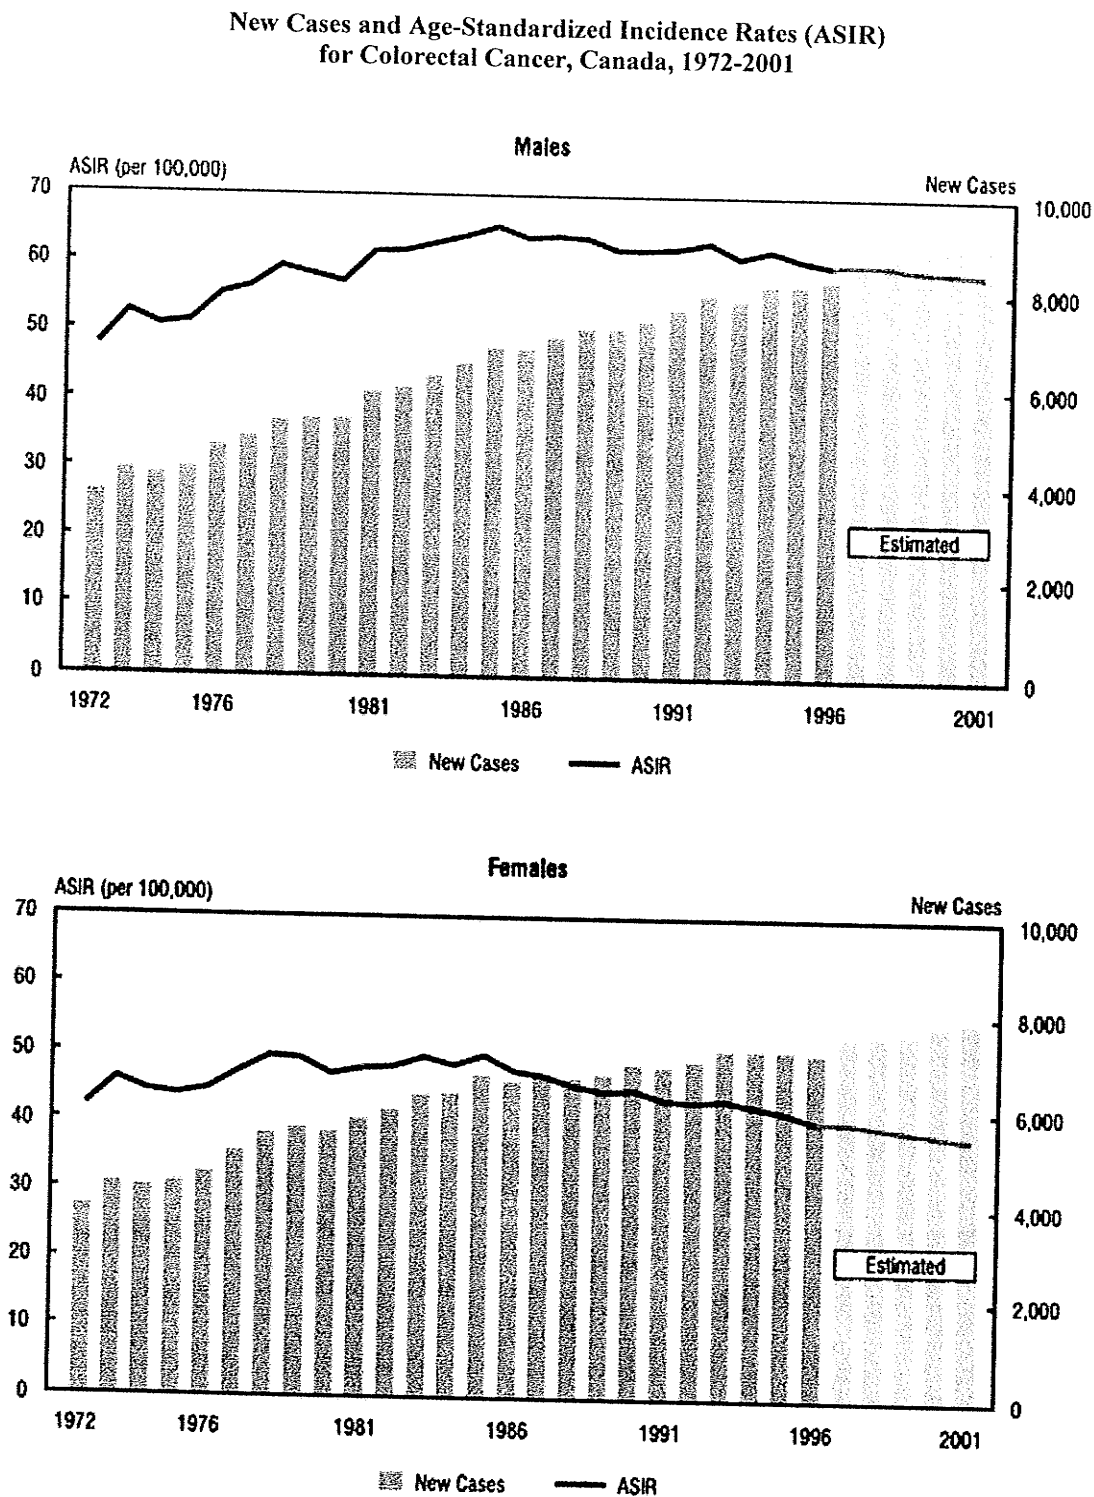 New Cases and Age-Standardized Incidence Rates (ASIR)
for Colorectal Cancer, Canada, 1972-2001
Males
ASIR (per 100,000)
New Cases
70
60
50
40
30
20
10
0
10,000
8,000
6,000
4,000
2,000
0
Estimated
1972 1976 1981 1986 1991 1996 2001
New Cases ASIR
Females
ASIR (per 100,000)
New Cases
70
60
50
40
30
20
10
0
10,000
8,000
6,000
4,000
2,000
0
Estimated
1972 1976 1981 1986 1991 1996 2001
New Cases ASIR